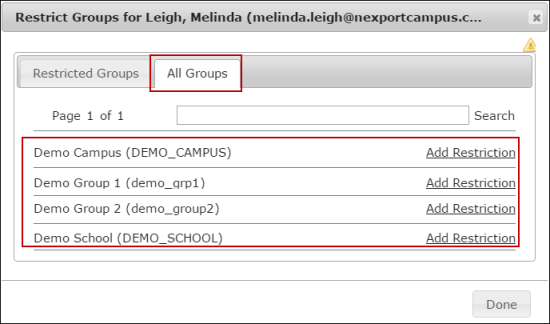 Restrict Groups for Leigh, Melinda (melinda.leigh@nexportcampus.c...
Restricted Groups All Groups
Page 1 of 1 Search
Demo Campus (DEMO_CAMPUS) Add Restriction
Demo Group 1 (demo_grp1) Add Restriction
Demo Group 2 (demo_group2) Add Restriction
Demo School (DEMO_SCHOOL) Add Restriction
Done